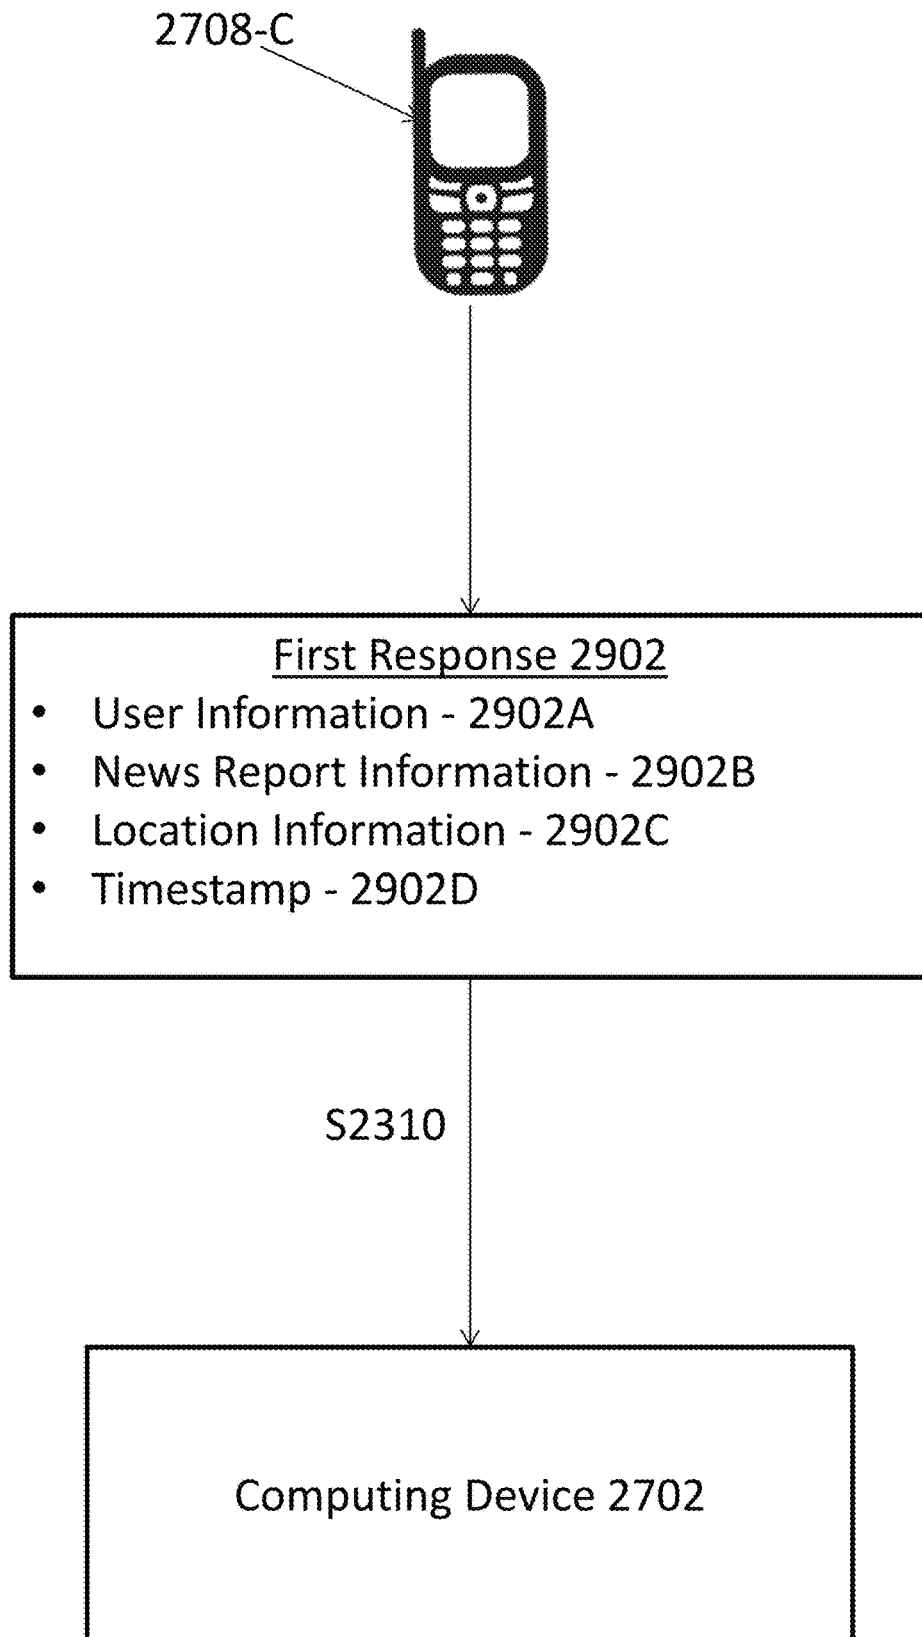 2708-C
First Response 2902
• User Information - 2902A
• News Report Information - 2902B
• Location Information - 2902C
• Timestamp - 2902D
S2310
Computing Device 2702